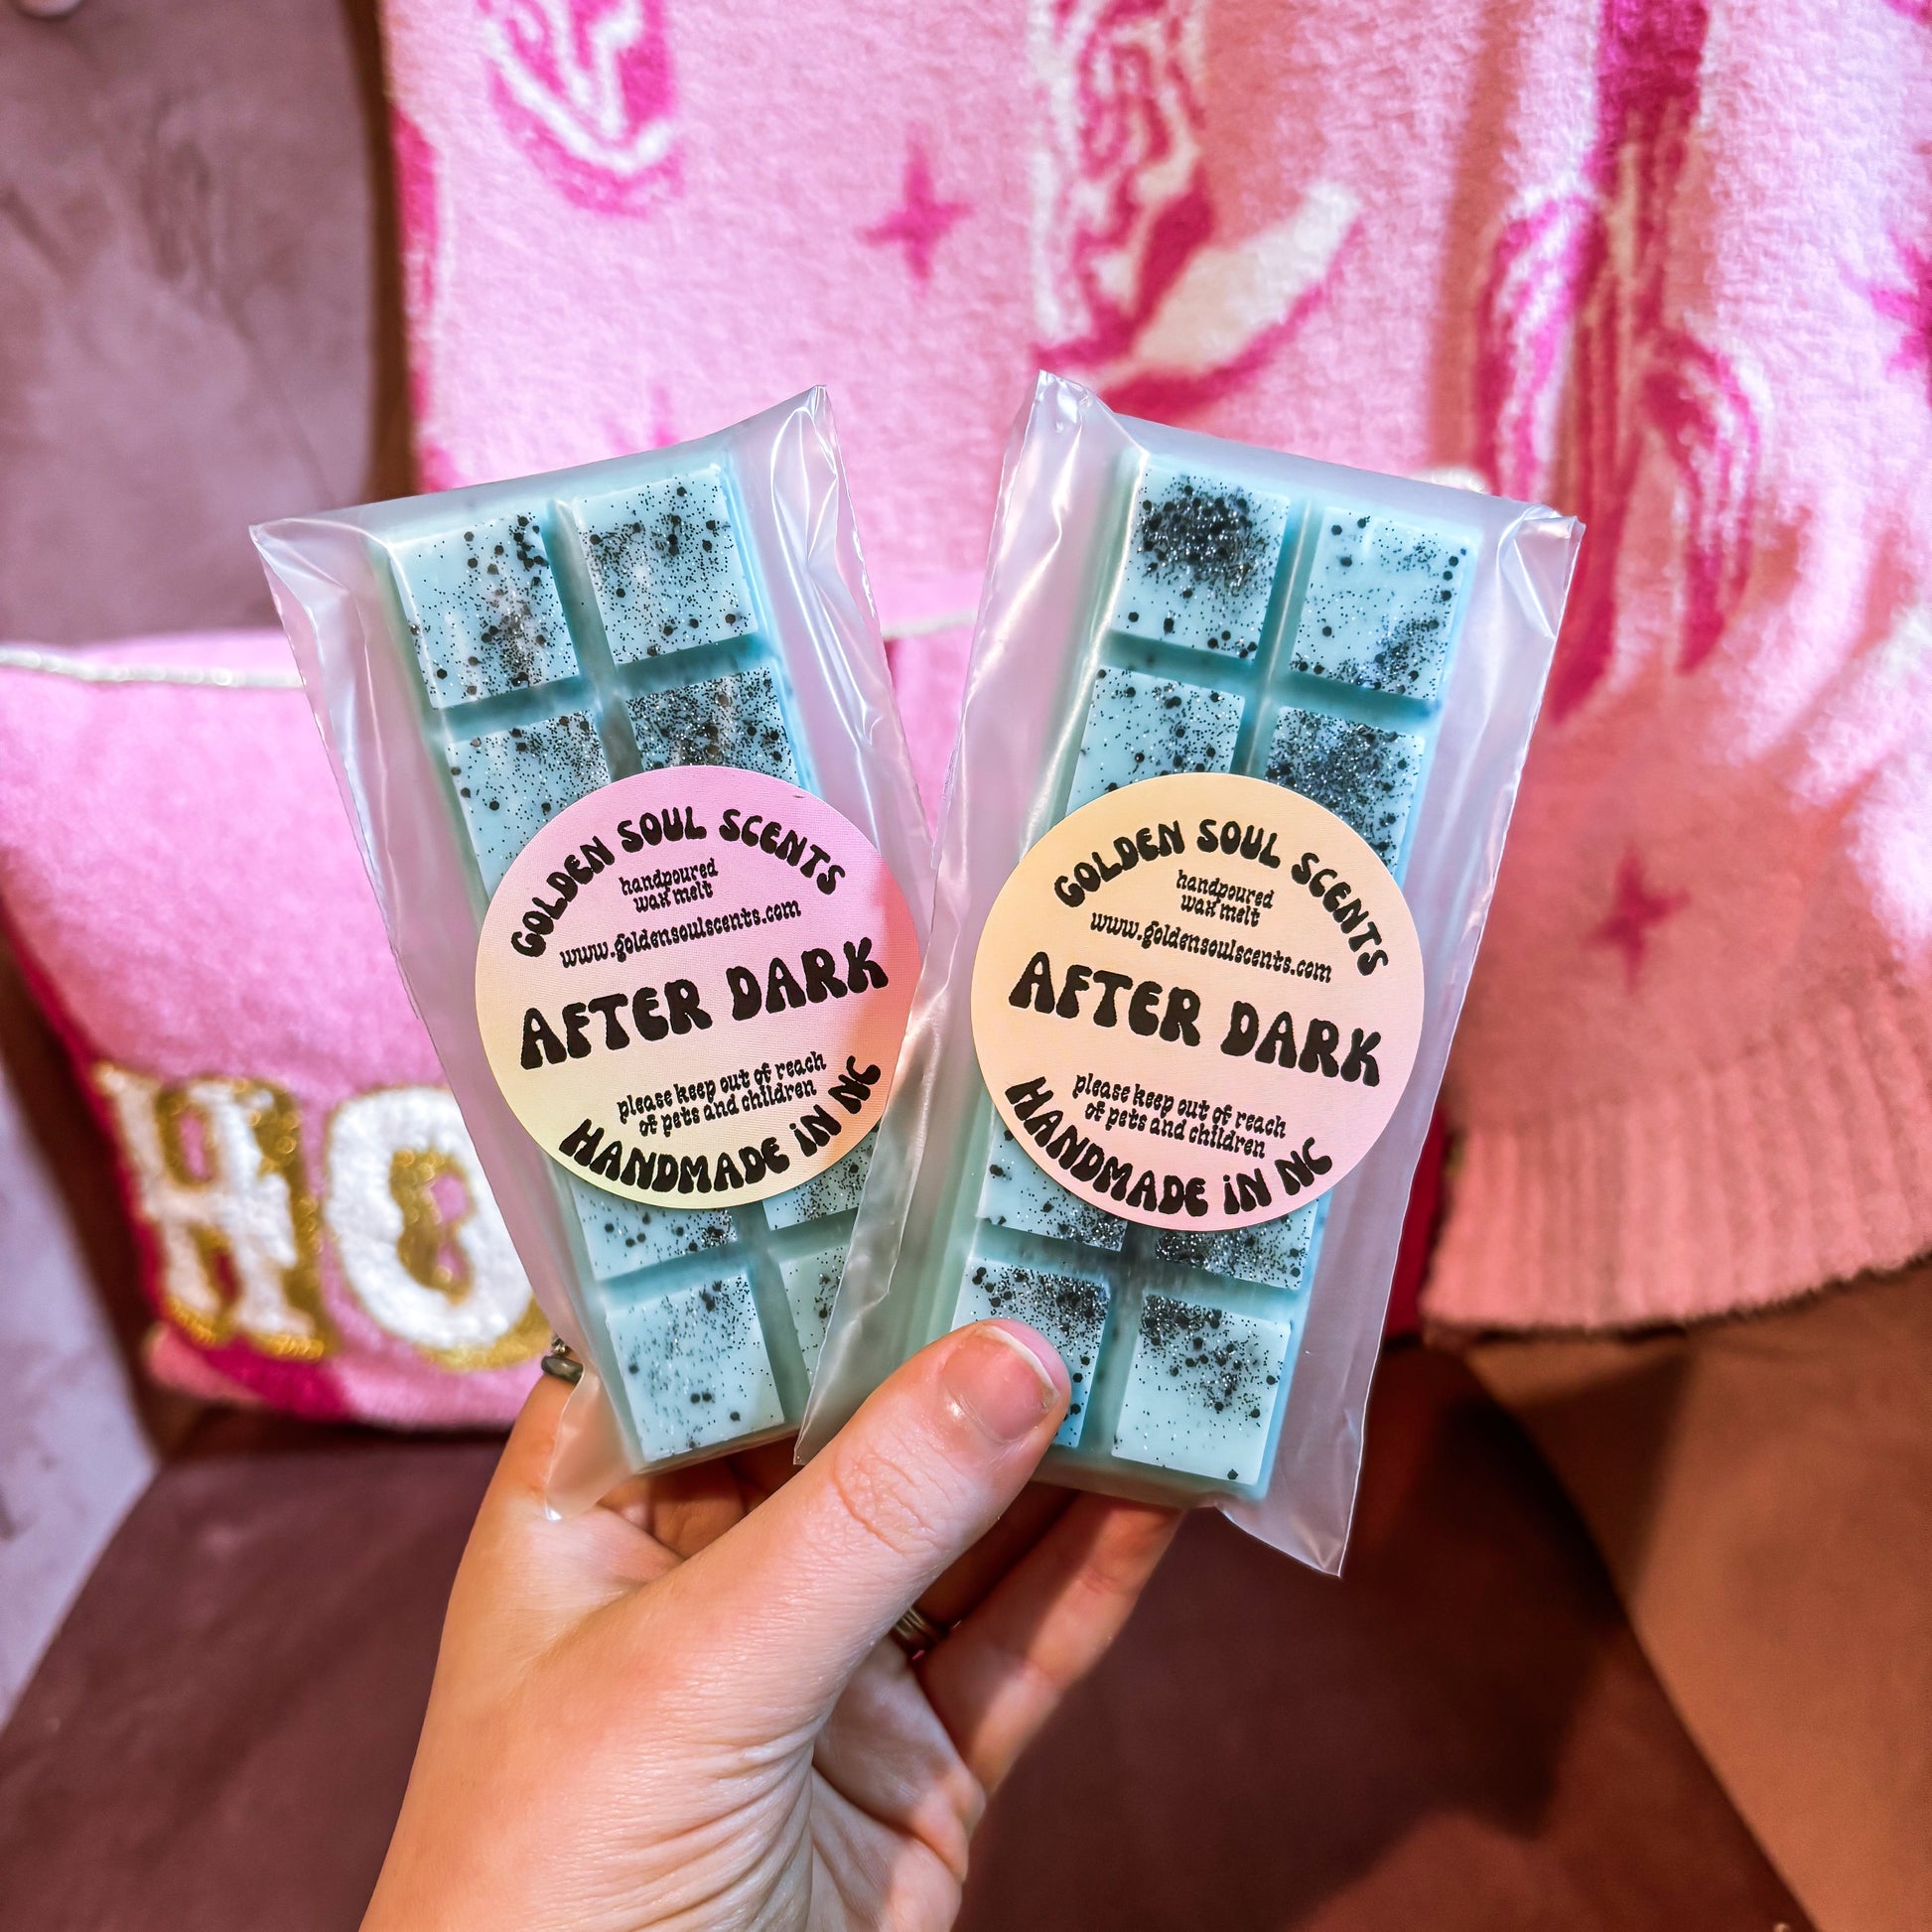 GOLDEN SOUL SCENTS
handpoured
wax melt
www.goldensoulscents.com
AFTER DARK
please keep out of reach
of pets and children
HANDMADE iN NC
GOLDEN SOUL SCENTS
handpoured
wax melt
www.goldensoulscents.com
AFTER DARK
please keep out of reach
of pets and children
HANDMADE iN NC
HO